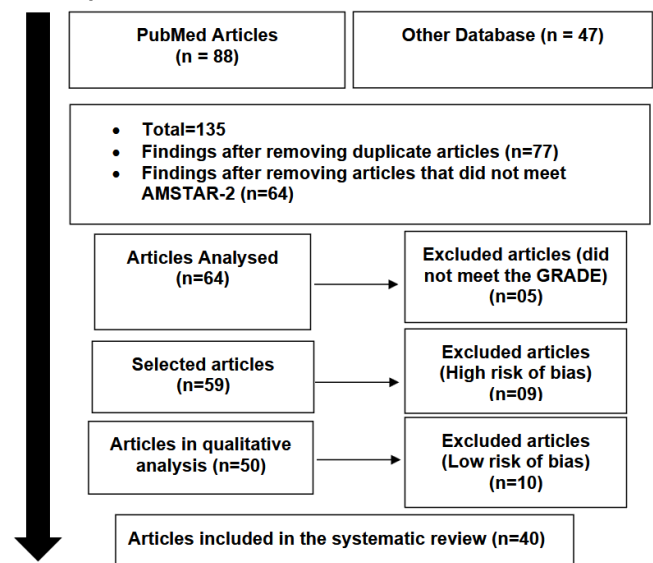 PubMed Articles
(n = 88)
Other Database (n = 47)
• Total=135
• Findings after removing duplicate articles (n=77)
• Findings after removing articles that did not meet
AMSTAR-2 (n=64)
Articles Analysed
(n=64)
Excluded articles (did
not meet the GRADE)
(n=05)
Selected articles
(n=59)
Excluded articles
(High risk of bias)
(n=09)
Articles in qualitative
analysis (n=50)
Excluded articles
(Low risk of bias)
(n=10)
Articles included in the systematic review (n=40)